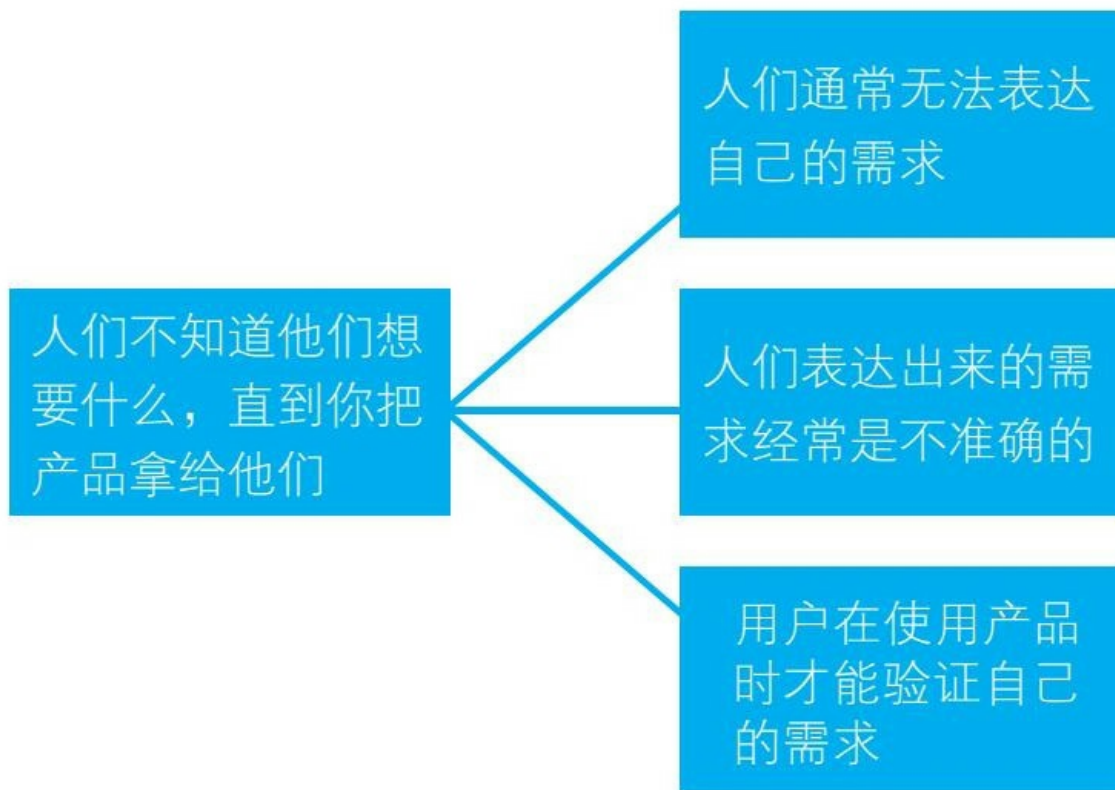 人们通常无法表达
自己的需求
人们不知道他们想
要什么，直到你把
产品拿给他们
人们表达出来的需
求经常是不准确的
用户在使用产品
时才能验证自己
的需求